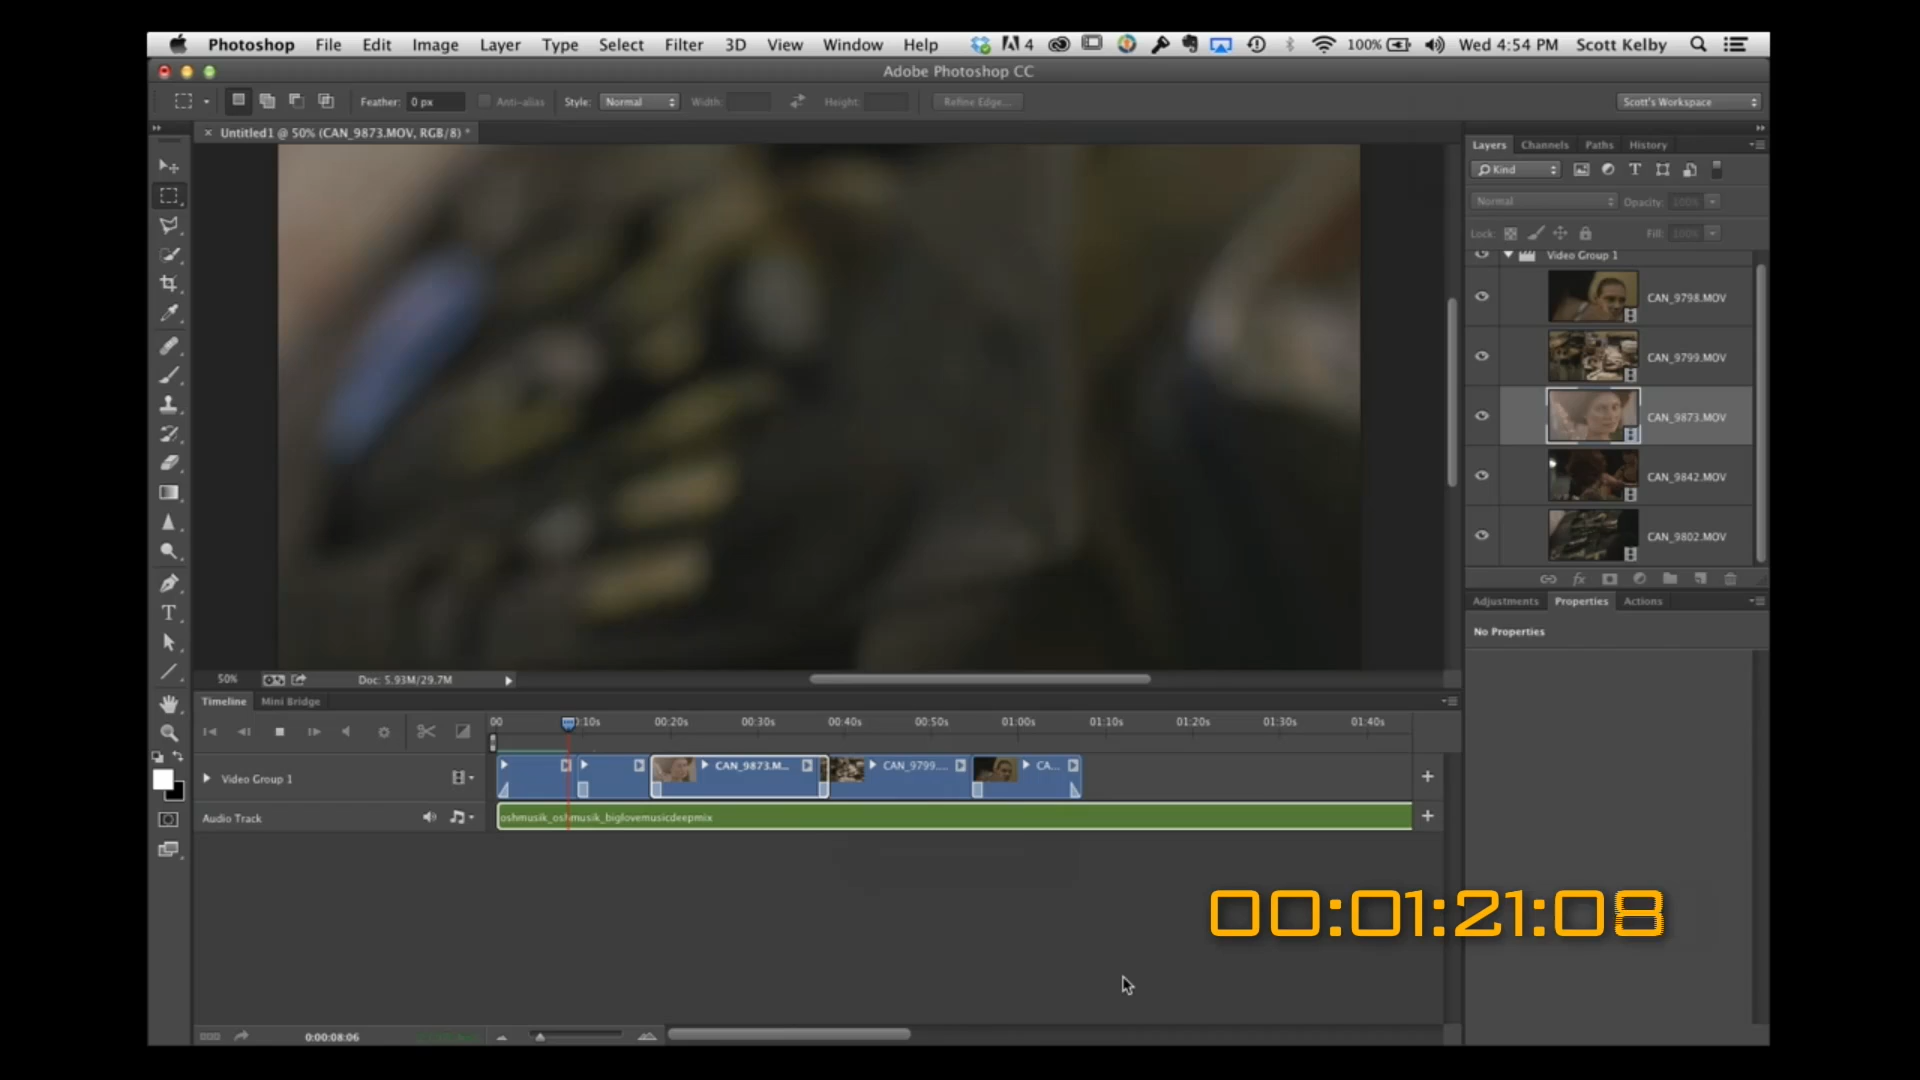 Photoshop File Edit Image Layer Type Select Filter 3D View Window Help 4 100% Wed 4:54 PM Scott Kelby
Adobe Photoshop CC
Feather: 0 px Anti-alias Style: Normal Width: Height: Refine Edge... Scott's Workspace
× Untitled1 @ 50% (CAN_9873.MOV, RGB/8) *
Layers Channels Paths History
Kind
Normal Opacity: 100%
Lock: Fill: 100%
Video Group 1
CAN_9798.MOV
CAN_9799.MOV
CAN_9873.MOV
CAN_9842.MOV
CAN_9802.MOV
Adjustments Properties Actions
No Properties
50% Doc: 5.93M/29.7M
Timeline Mini Bridge
00 :10s 00:20s 00:30s 00:40s 00:50s 01:00s 01:10s 01:20s 01:30s 01:40s
Video Group 1 CAN_9873.M... CAN_9799.... CA...
Audio Track oshmusik_oshmusik_biglovemusicdeepmix
00:01:21:08
0:00:08:06